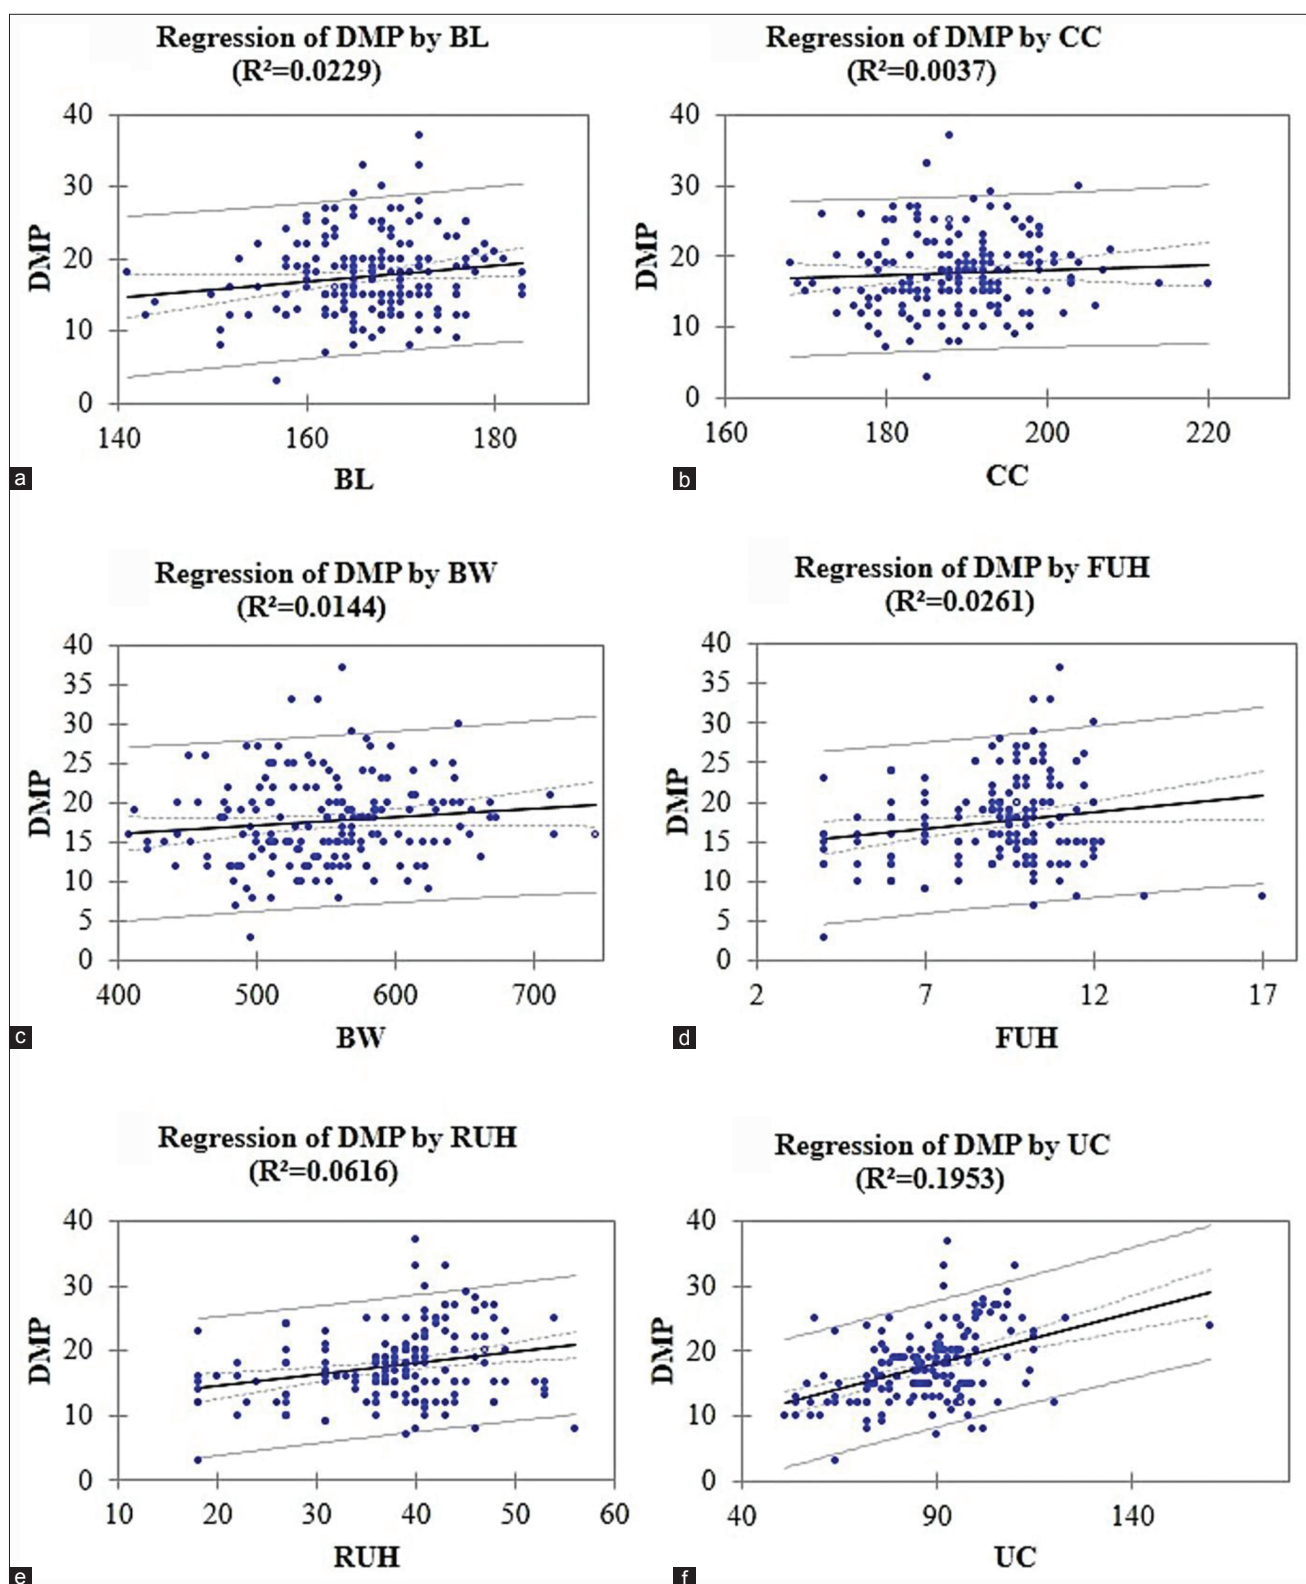 Regression of DMP by BL
(R²=0.0229)
40
30
20
10
0
DMP
140 160 180
BL
a
Regression of DMP by CC
(R²=0.0037)
40
30
20
10
0
DMP
160 180 200 220
CC
b
Regression of DMP by BW
(R²=0.0144)
40
35
30
25
20
15
10
5
0
DMP
400 500 600 700
BW
c
Regression of DMP by FUH
(R²=0.0261)
40
35
30
25
20
15
10
5
0
DMP
2 7 12 17
FUH
d
Regression of DMP by RUH
(R²=0.0616)
40
30
20
10
0
DMP
10 20 30 40 50 60
RUH
e
Regression of DMP by UC
(R²=0.1953)
40
30
20
10
0
DMP
40 90 140
UC
f